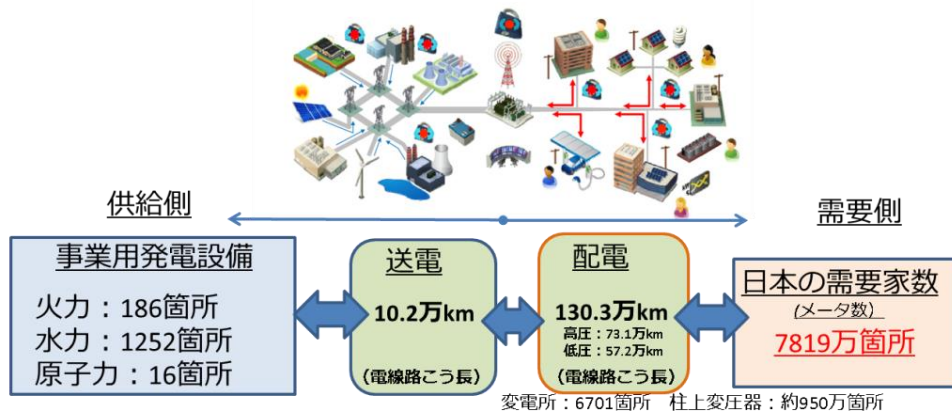 供給側
需要側
事業用発電設備
火力：186箇所
水力：1252箇所
原子力：16箇所
送電
10.2万km
(電線路こう長)
配電
130.3万km
高圧：73.1万km
低圧：57.2万km
(電線路こう長)
日本の需要家数
(メータ数)
7819万箇所
変電所：6701箇所　柱上変圧器：約950万箇所